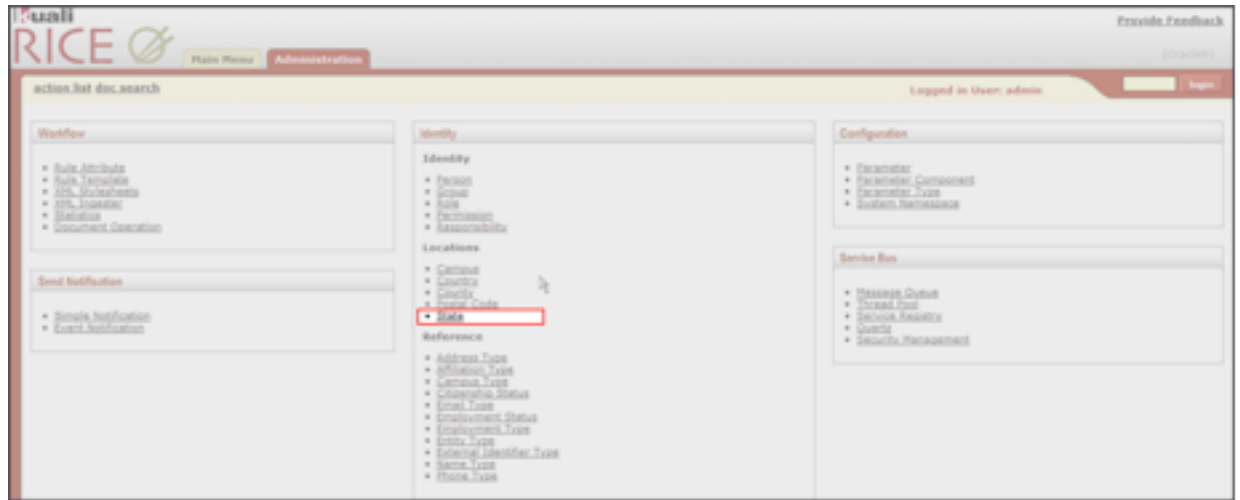 Kuali
RICE
Provide Feedback
Main Menu
Administration
action list doc search
Logged in User: admin
login
Workflow
Rule Attribute
Rule Template
XML Stylesheets
XML Ingester
Statistics
Document Operation
Send Notification
Simple Notification
Event Notification
Identity
Identity
Person
Group
Role
Permission
Responsibility
Locations
Campus
Country
County
Postal Code
State
Reference
Address Type
Affiliation Type
Campus Type
Citizenship Status
Email Type
Employment Status
Employment Type
Entity Type
External Identifier Type
Name Type
Phone Type
Configuration
Parameter
Parameter Component
Parameter Type
System Namespace
Service Bus
Message Queue
Thread Pool
Service Registry
Quartz
Security Management